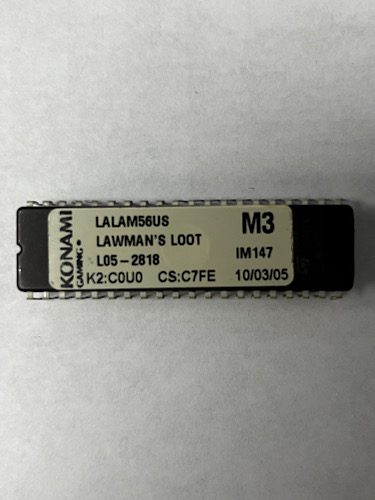 KONAMI
GAMING
LALAM56US
M3
LAWMAN'S LOOT
L05-2818
IM147
K2:C0U0 CS:C7FE 10/03/05